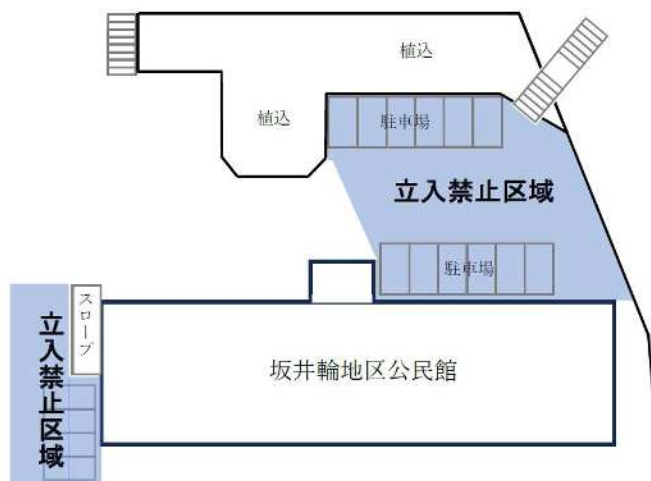 植込
植込
駐車場
立入禁止区域
駐車場
スロープ
立入禁止区域
坂井輪地区公民館